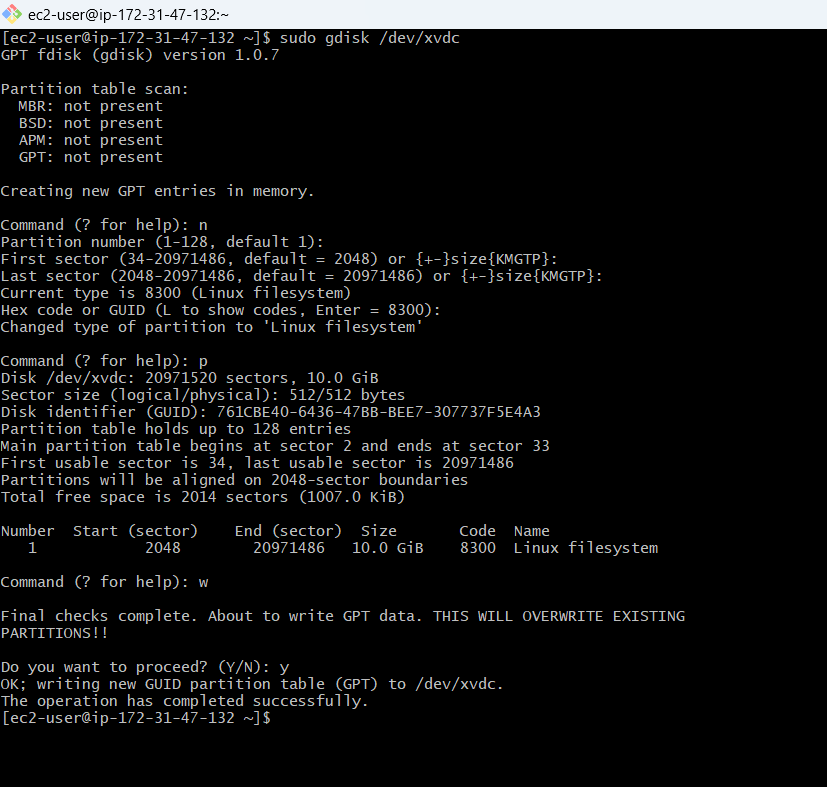 ec2-user@ip-172-31-47-132:~
[ec2-user@ip-172-31-47-132 ~]$ sudo gdisk /dev/xvdc
GPT fdisk (gdisk) version 1.0.7
Partition table scan:
MBR: not present
BSD: not present
APM: not present
GPT: not present
Creating new GPT entries in memory.
Command (? for help): n
Partition number (1-128, default 1):
First sector (34-20971486, default = 2048) or {+-}size{KMGTP}:
Last sector (2048-20971486, default = 20971486) or {+-}size{KMGTP}:
Current type is 8300 (Linux filesystem)
Hex code or GUID (L to show codes, Enter = 8300):
Changed type of partition to 'Linux filesystem'
Command (? for help): p
Disk /dev/xvdc: 20971520 sectors, 10.0 GiB
Sector size (logical/physical): 512/512 bytes
Disk identifier (GUID): 761CBE40-6436-47BB-BEE7-307737F5E4A3
Partition table holds up to 128 entries
Main partition table begins at sector 2 and ends at sector 33
First usable sector is 34, last usable sector is 20971486
Partitions will be aligned on 2048-sector boundaries
Total free space is 2014 sectors (1007.0 KiB)
Number  Start (sector)    End (sector)  Size       Code  Name
1            2048        20971486   10.0 GiB    8300  Linux filesystem
Command (? for help): w
Final checks complete. About to write GPT data. THIS WILL OVERWRITE EXISTING
PARTITIONS!!
Do you want to proceed? (Y/N): y
OK; writing new GUID partition table (GPT) to /dev/xvdc.
The operation has completed successfully.
[ec2-user@ip-172-31-47-132 ~]$